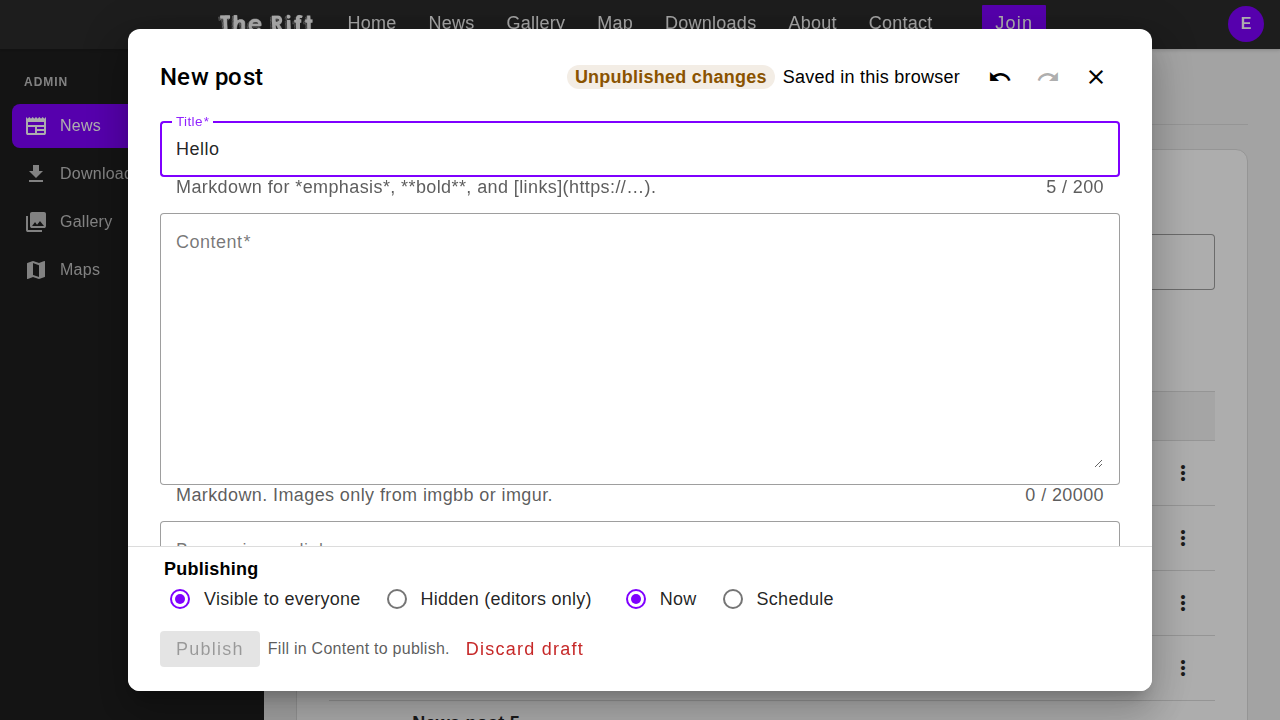 The Rift Home News Gallery Map Downloads About Contact Join E
ADMIN
News
Downloads
Gallery
Maps
New post
Unpublished changes Saved in this browser
Title*
Hello
Markdown for *emphasis*, **bold**, and [links](https://…). 5 / 200
Content*
Markdown. Images only from imgbb or imgur. 0 / 20000
Publishing
Visible to everyone Hidden (editors only) Now Schedule
Publish Fill in Content to publish. Discard draft
News post 5